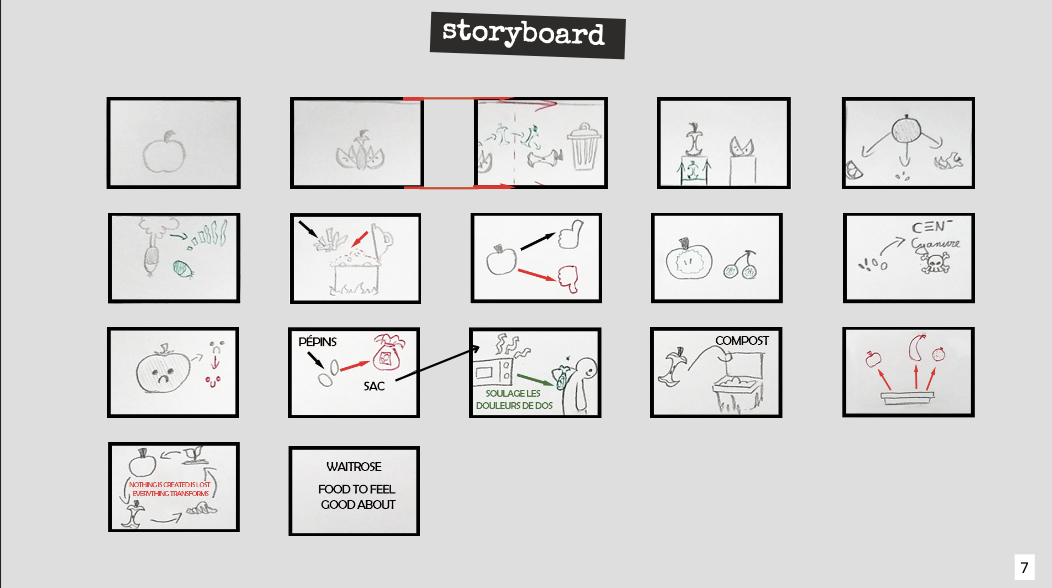 storyboard
C≡N⁻
Cyanure
PÉPINS
SAC
SOULAGE LES
DOULEURS DE DOS
COMPOST
NOTHING IS CREATED IS LOST
EVERYTHING TRANSFORMS
WAITROSE
FOOD TO FEEL
GOOD ABOUT
7